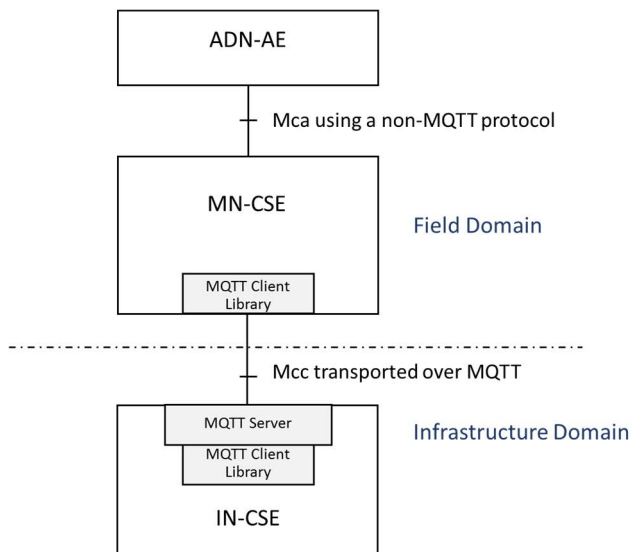 ADN-AE
Mca using a non-MQTT protocol
MN-CSE
Field Domain
MQTT Client
Library
Mcc transported over MQTT
MQTT Server
Infrastructure Domain
MQTT Client
Library
IN-CSE